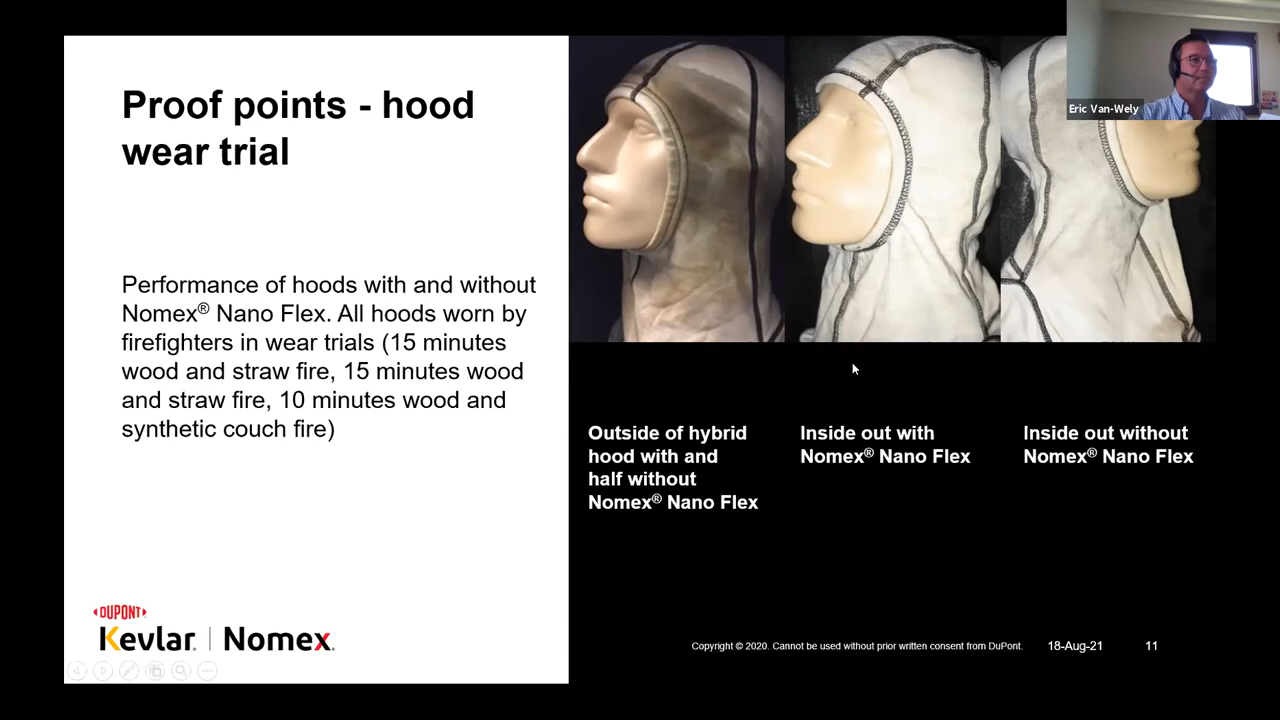 Proof points - hood
wear trial
Performance of hoods with and without
Nomex® Nano Flex. All hoods worn by
firefighters in wear trials (15 minutes
wood and straw fire, 15 minutes wood
and straw fire, 10 minutes wood and
synthetic couch fire)
Eric Van-Wely
Outside of hybrid
hood with and
half without
Nomex® Nano Flex
Inside out with
Nomex® Nano Flex
Inside out without
Nomex® Nano Flex
DUPONT
Kevlar. | Nomex.
Copyright © 2020. Cannot be used without prior written consent from DuPont.
18-Aug-21
11